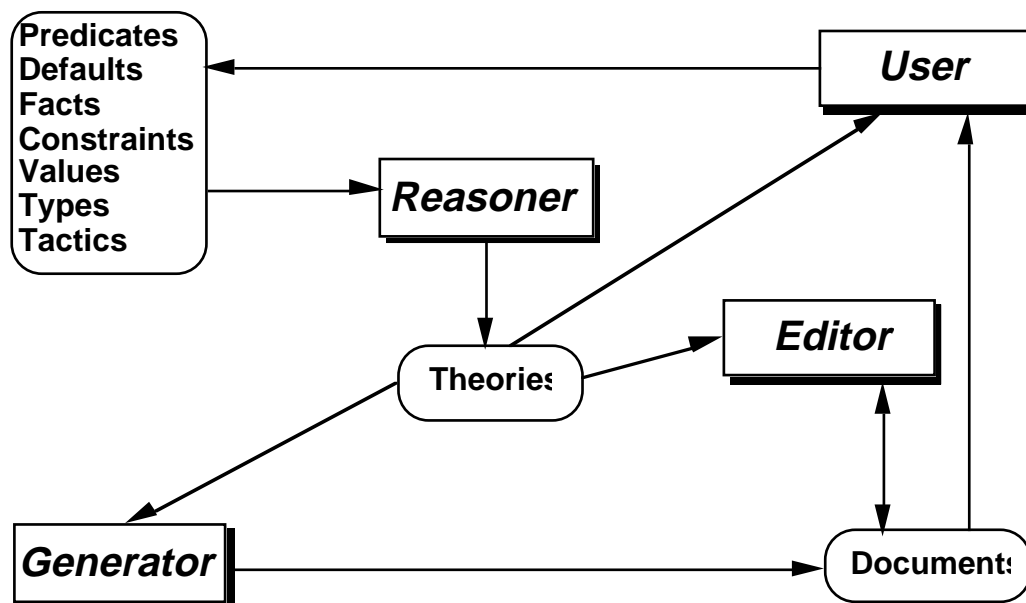 Predicates
Defaults
Facts
Constraints
Values
Types
Tactics
User
Reasoner
Editor
Theories
Generator
Documents